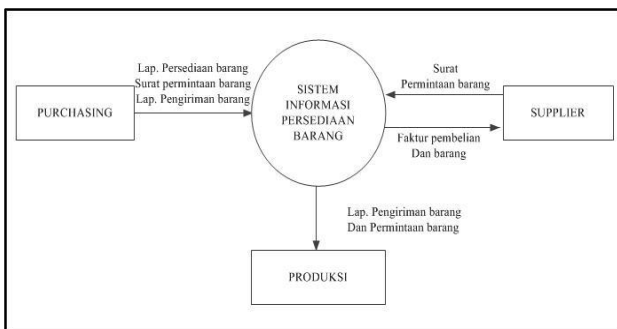 Lap. Persediaan barang
Surat permintaan barang
Lap. Pengiriman barang
PURCHASING
SISTEM
INFORMASI
PERSEDIAAN
BARANG
Surat
Permintaan barang
SUPPLIER
Faktur pembelian
Dan barang
Lap. Pengiriman barang
Dan Permintaan barang
PRODUKSI